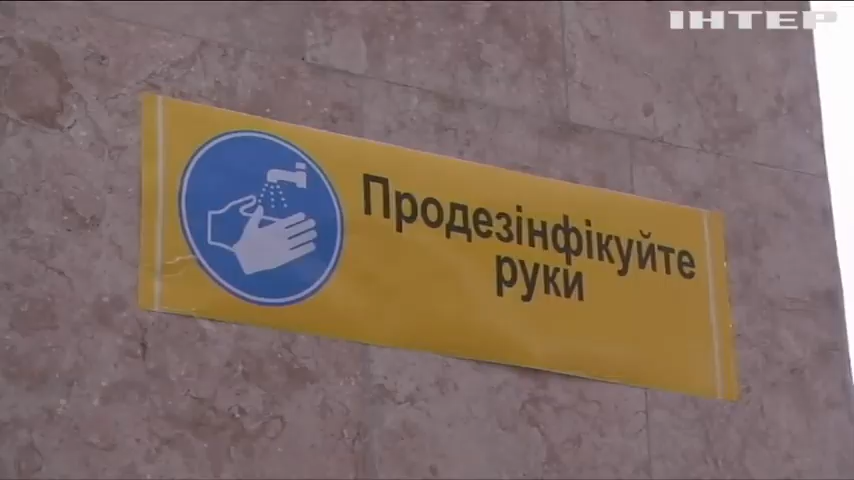 ІНТЕР
Продезінфікуйте
руки